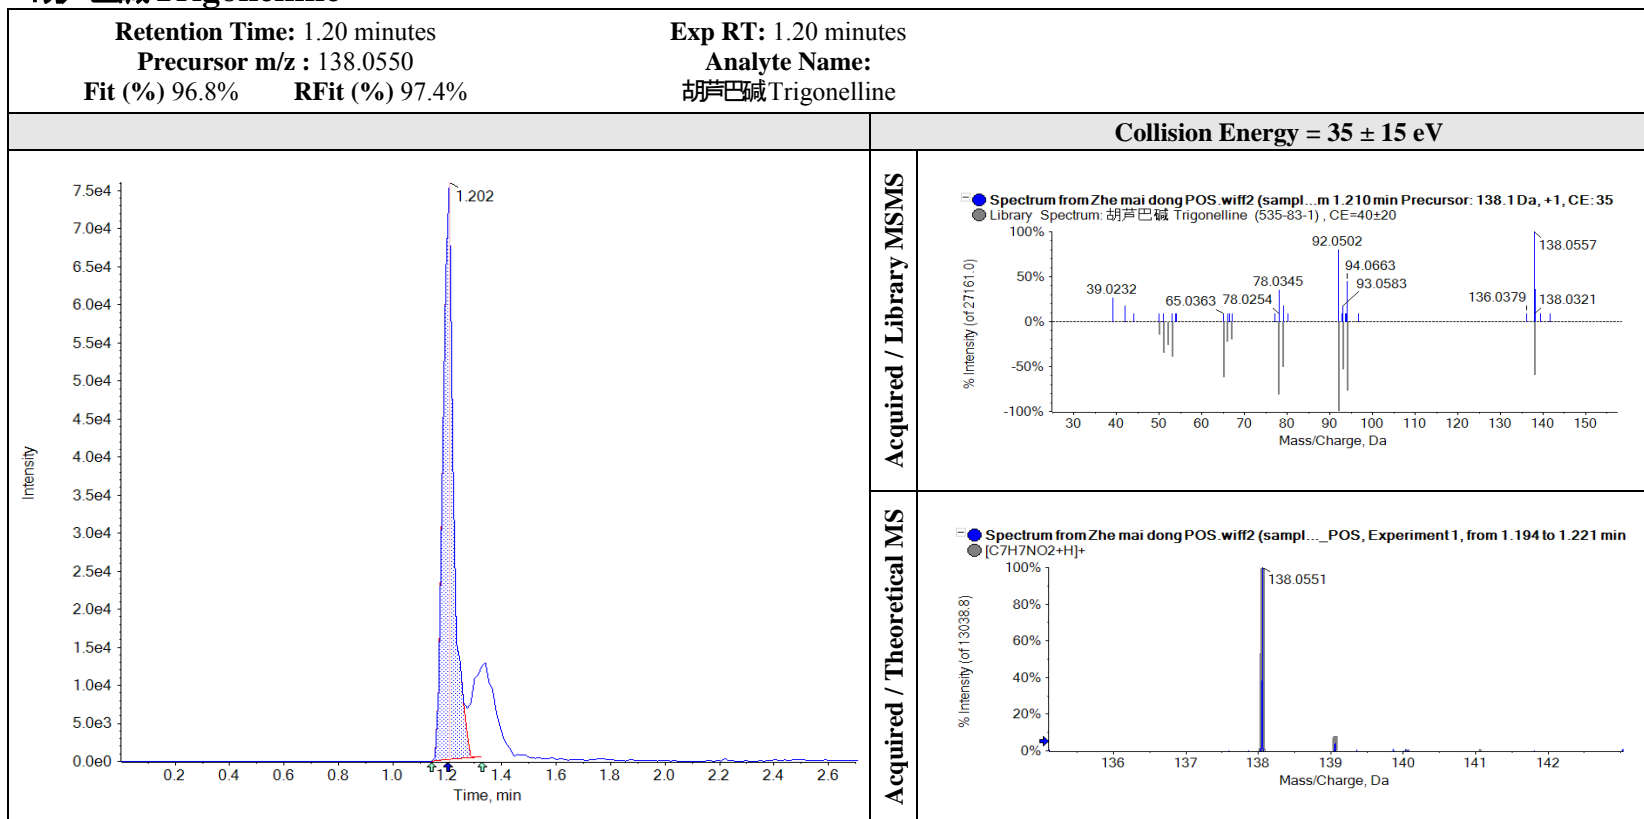 胡芦巴碱 Trigonelline
Retention Time: 1.20 minutes
Exp RT: 1.20 minutes
Precursor m/z : 138.0550
Analyte Name:
Fit (%) 96.8% RFit (%) 97.4%
胡芦巴碱Trigonelline
Collision Energy = 35 ± 15 eV
7.5e4
7.0e4
6.5e4
6.0e4
5.5e4
5.0e4
4.5e4
4.0e4
3.5e4
3.0e4
2.5e4
2.0e4
1.5e4
1.0e4
5.0e3
0.0e0
Intensity
1.202
0.2 0.4 0.6 0.8 1.0 1.2 1.4 1.6 1.8 2.0 2.2 2.4 2.6
Time, min
Acquired / Library MSMS
Spectrum from Zhe mai dong POS.wiff2 (sampl...m 1.210 min Precursor: 138.1 Da, +1, CE: 35
Library Spectrum: 胡芦巴碱 Trigonelline (535-83-1) , CE=40±20
100%
50%
0%
-50%
-100%
% Intensity (of 27161.0)
39.0232
65.0363
78.0254
78.0345
92.0502
94.0663
93.0583
136.0379
138.0557
138.0321
30 40 50 60 70 80 90 100 110 120 130 140 150
Mass/Charge, Da
Acquired / Theoretical MS
Spectrum from Zhe mai dong POS.wiff2 (sampl..._POS, Experiment 1, from 1.194 to 1.221 min
[C7H7NO2+H]+
100%
80%
60%
40%
20%
0%
% Intensity (of 13038.8)
138.0551
136 137 138 139 140 141 142
Mass/Charge, Da